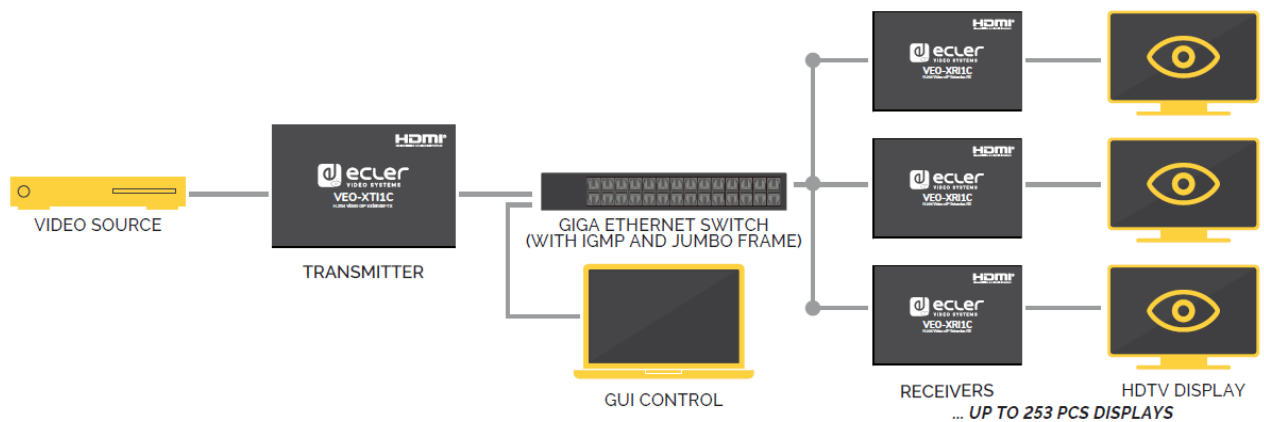 VIDEO SOURCE
HDMI
ecler
VIDEO SYSTEMS
VEO-XTI1C
TRANSMITTER
GIGA ETHERNET SWITCH
(WITH IGMP AND JUMBO FRAME)
GUI CONTROL
HDMI
ecler
VIDEO SYSTEMS
VEO-XRI1C
HDMI
ecler
VIDEO SYSTEMS
VEO-XRI1C
HDMI
ecler
VIDEO SYSTEMS
VEO-XRI1C
RECEIVERS
HDTV DISPLAY
... UP TO 253 PCS DISPLAYS